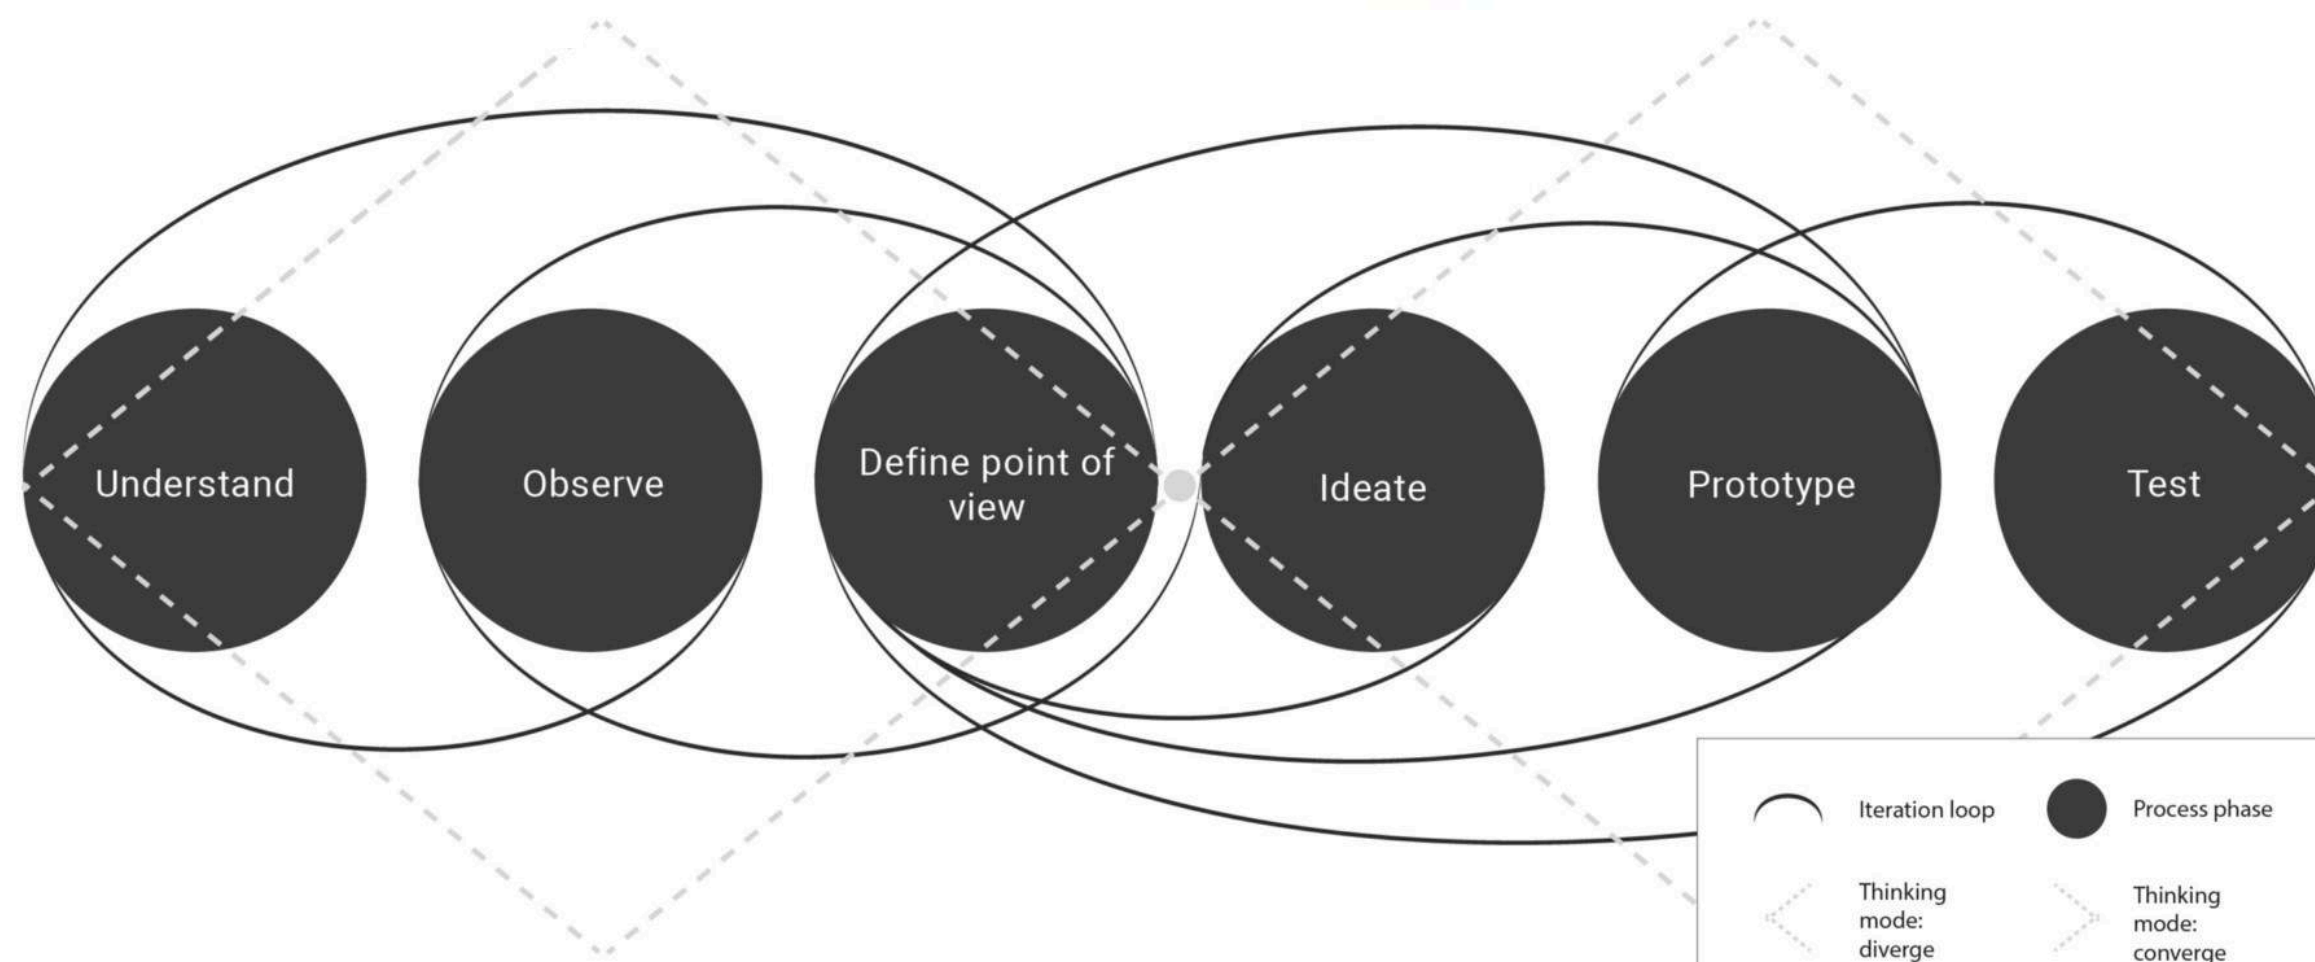 Understand
Observe
Define point of
view
Ideate
Prototype
Test
Iteration loop
Process phase
Thinking
mode:
diverge
Thinking
mode:
converge